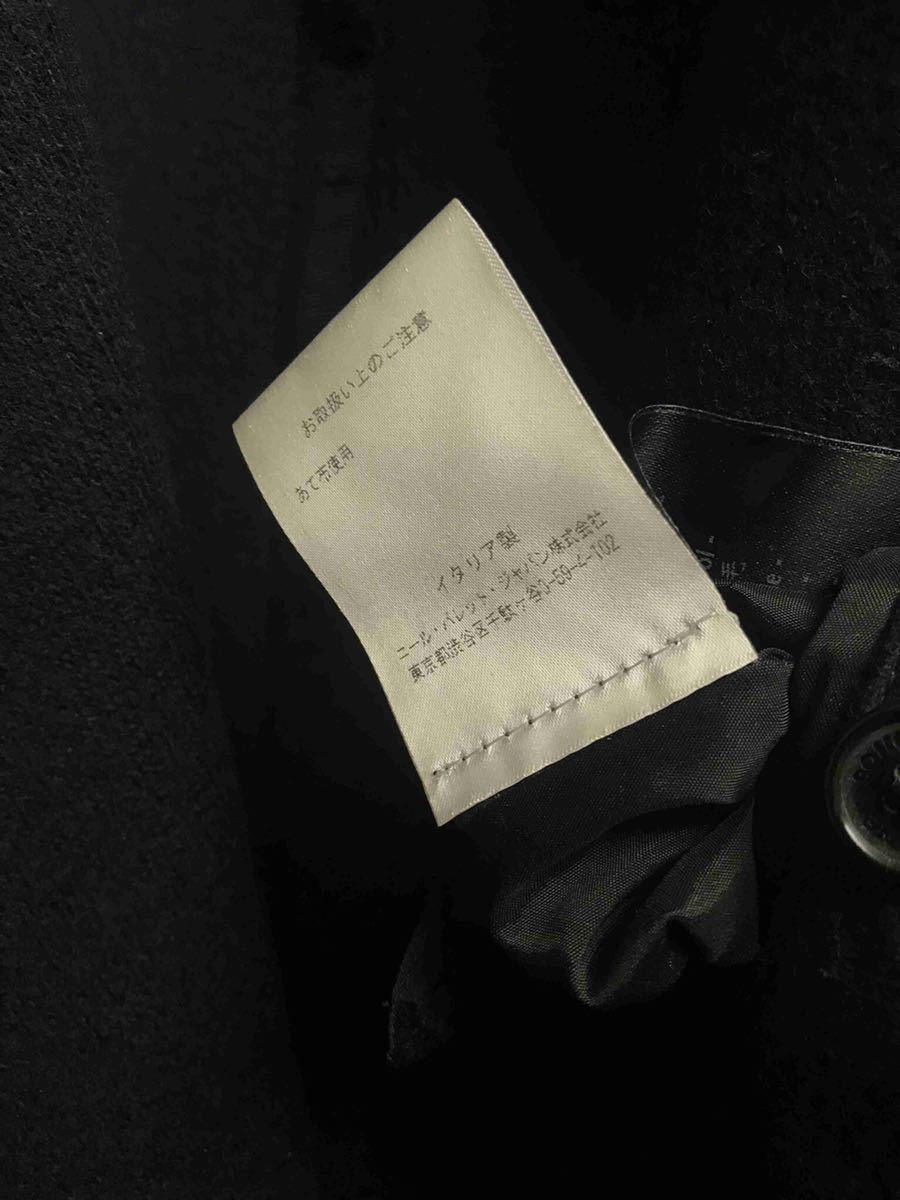 お取扱い上のご注意
あて布使用
イタリア製
ニール・バレット・ジャパン株式会社
東京都渋谷区千駄ヶ谷3-59-4-102